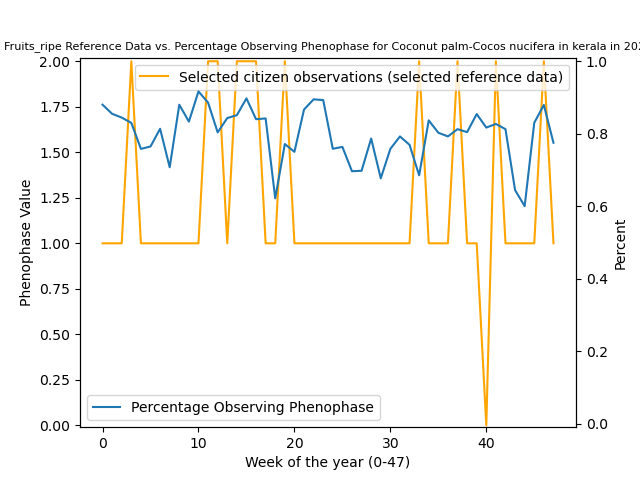 Fruits_ripe Reference Data vs. Percentage Observing Phenophase for Coconut palm-Cocos nucifera in kerala in 202
Selected citizen observations (selected reference data)
Percentage Observing Phenophase
Phenophase Value
2.00
1.75
1.50
1.25
1.00
0.75
0.50
0.25
0.00
1.0
0.8
0.6
0.4
0.2
0.0
Percent
0 10 20 30 40
Week of the year (0-47)